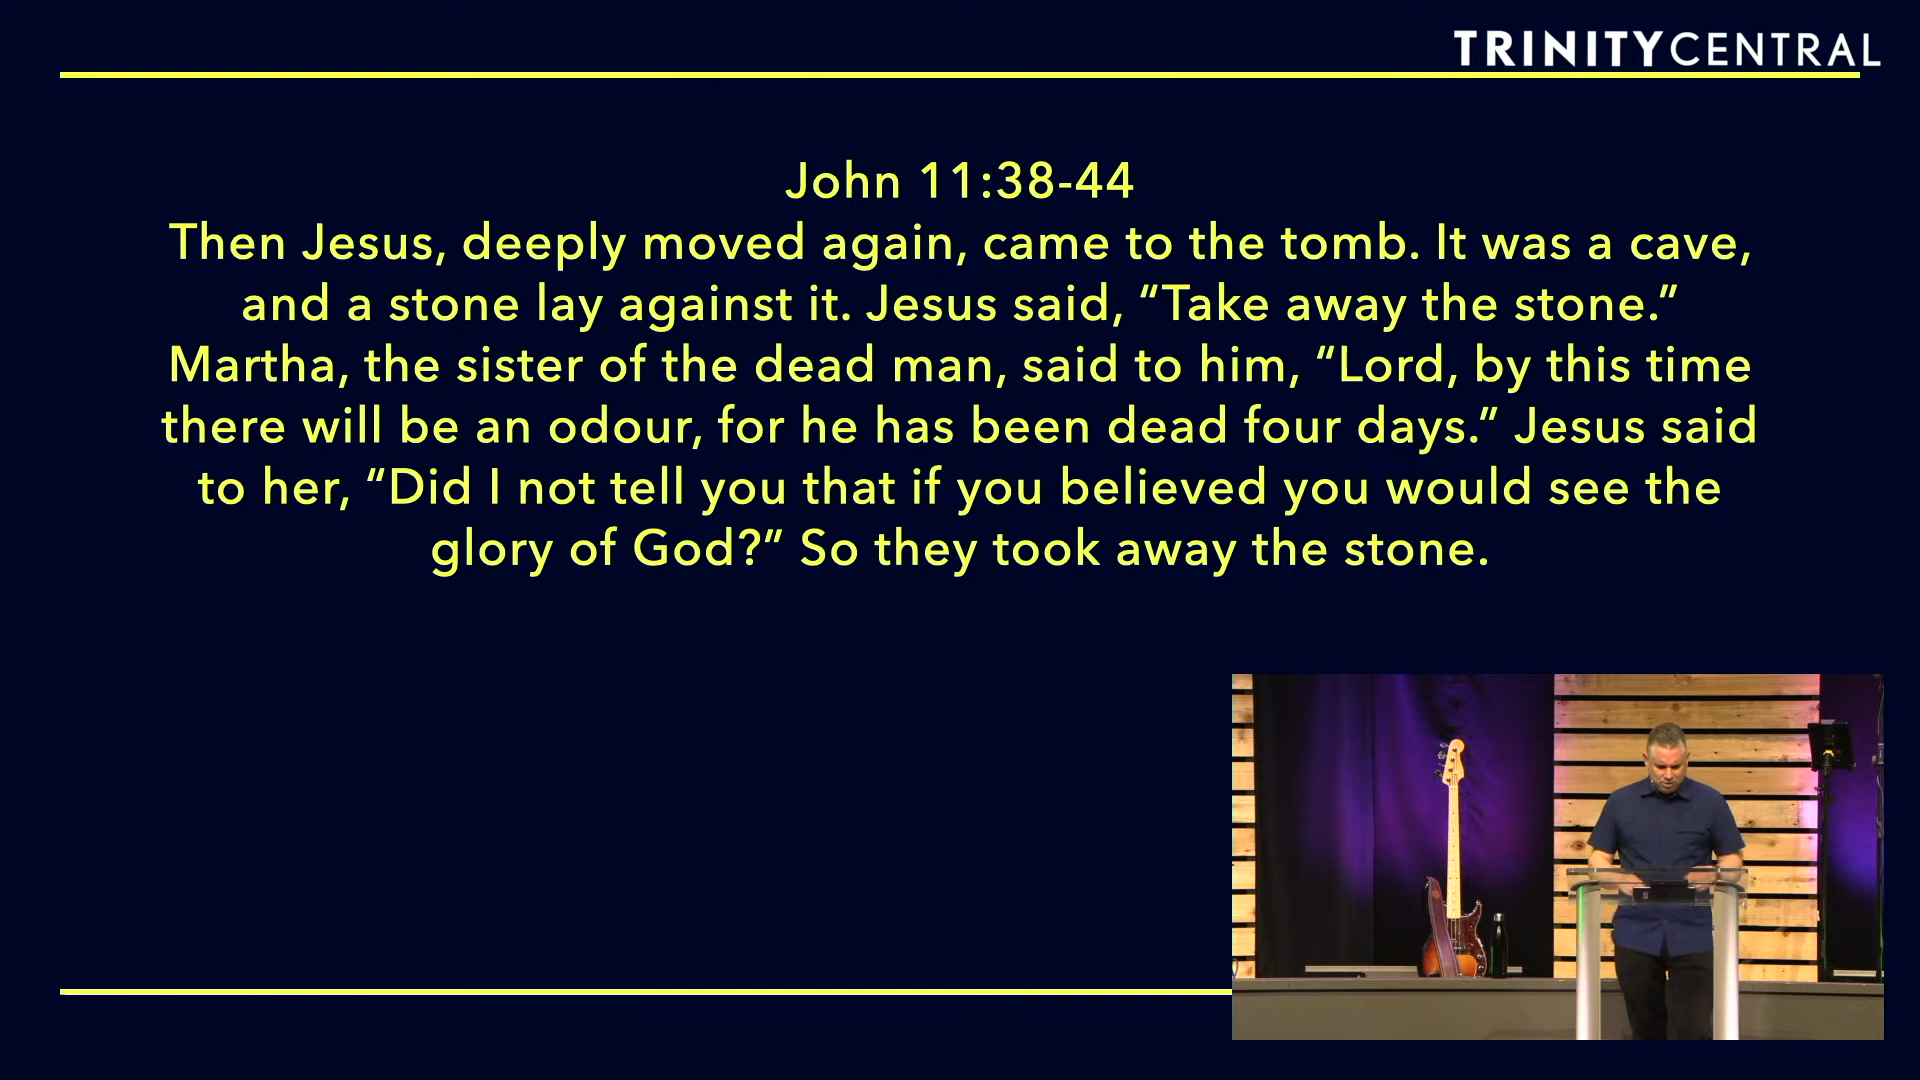 TRINITYCENTRAL
John 11:38-44
Then Jesus, deeply moved again, came to the tomb. It was a cave,
and a stone lay against it. Jesus said, “Take away the stone.”
Martha, the sister of the dead man, said to him, “Lord, by this time
there will be an odour, for he has been dead four days.” Jesus said
to her, “Did I not tell you that if you believed you would see the
glory of God?” So they took away the stone.